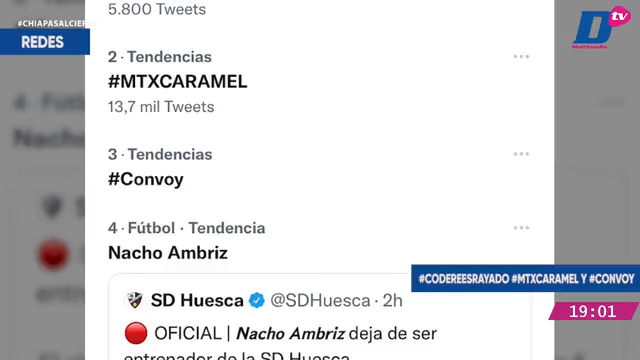 #CHIAPASALCIER
REDES
5.800 Tweets
2 · Tendencias
#MTXCARAMEL
13,7 mil Tweets
3 · Tendencias
#Convoy
4 · Fútbol · Tendencia
Nacho Ambriz
SD Huesca @SDHuesca · 2h
OFICIAL | Nacho Ambriz deja de ser
entrenador de la SD Huesca
D tv
Multimedia
#CODEREESRAYADO #MTXCARAMEL Y #CONVOY
19:01